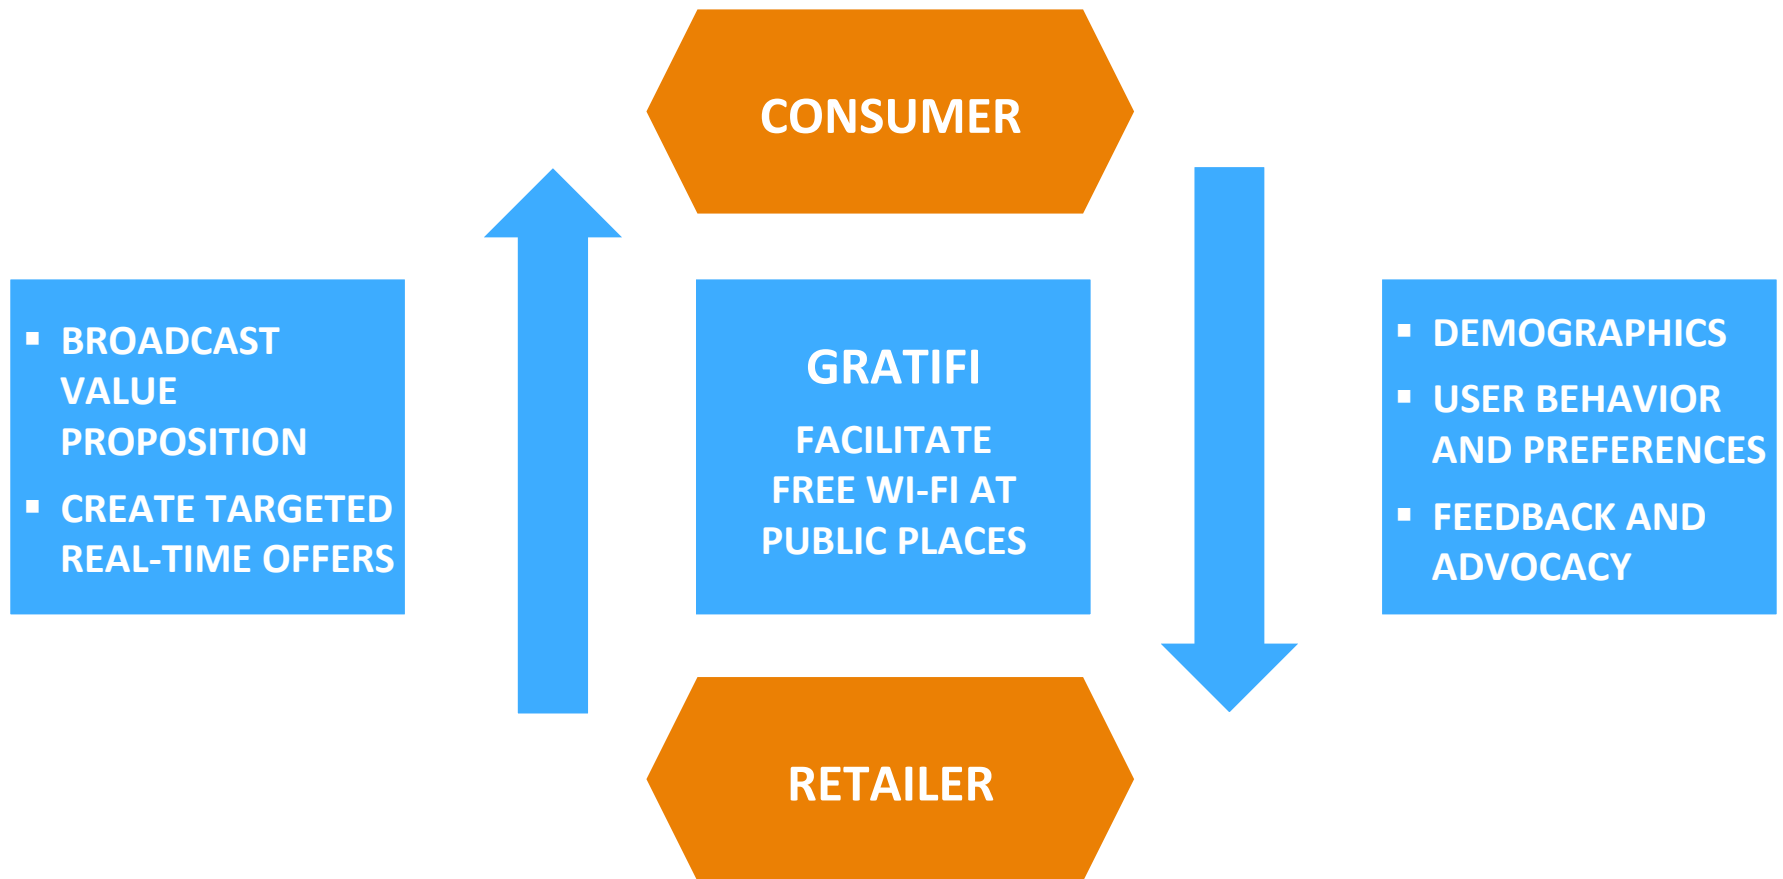 CONSUMER
▪ BROADCAST
VALUE
PROPOSITION
▪ CREATE TARGETED
REAL-TIME OFFERS
GRATIFI
FACILITATE
FREE WI-FI AT
PUBLIC PLACES
▪ DEMOGRAPHICS
▪ USER BEHAVIOR
AND PREFERENCES
▪ FEEDBACK AND
ADVOCACY
RETAILER